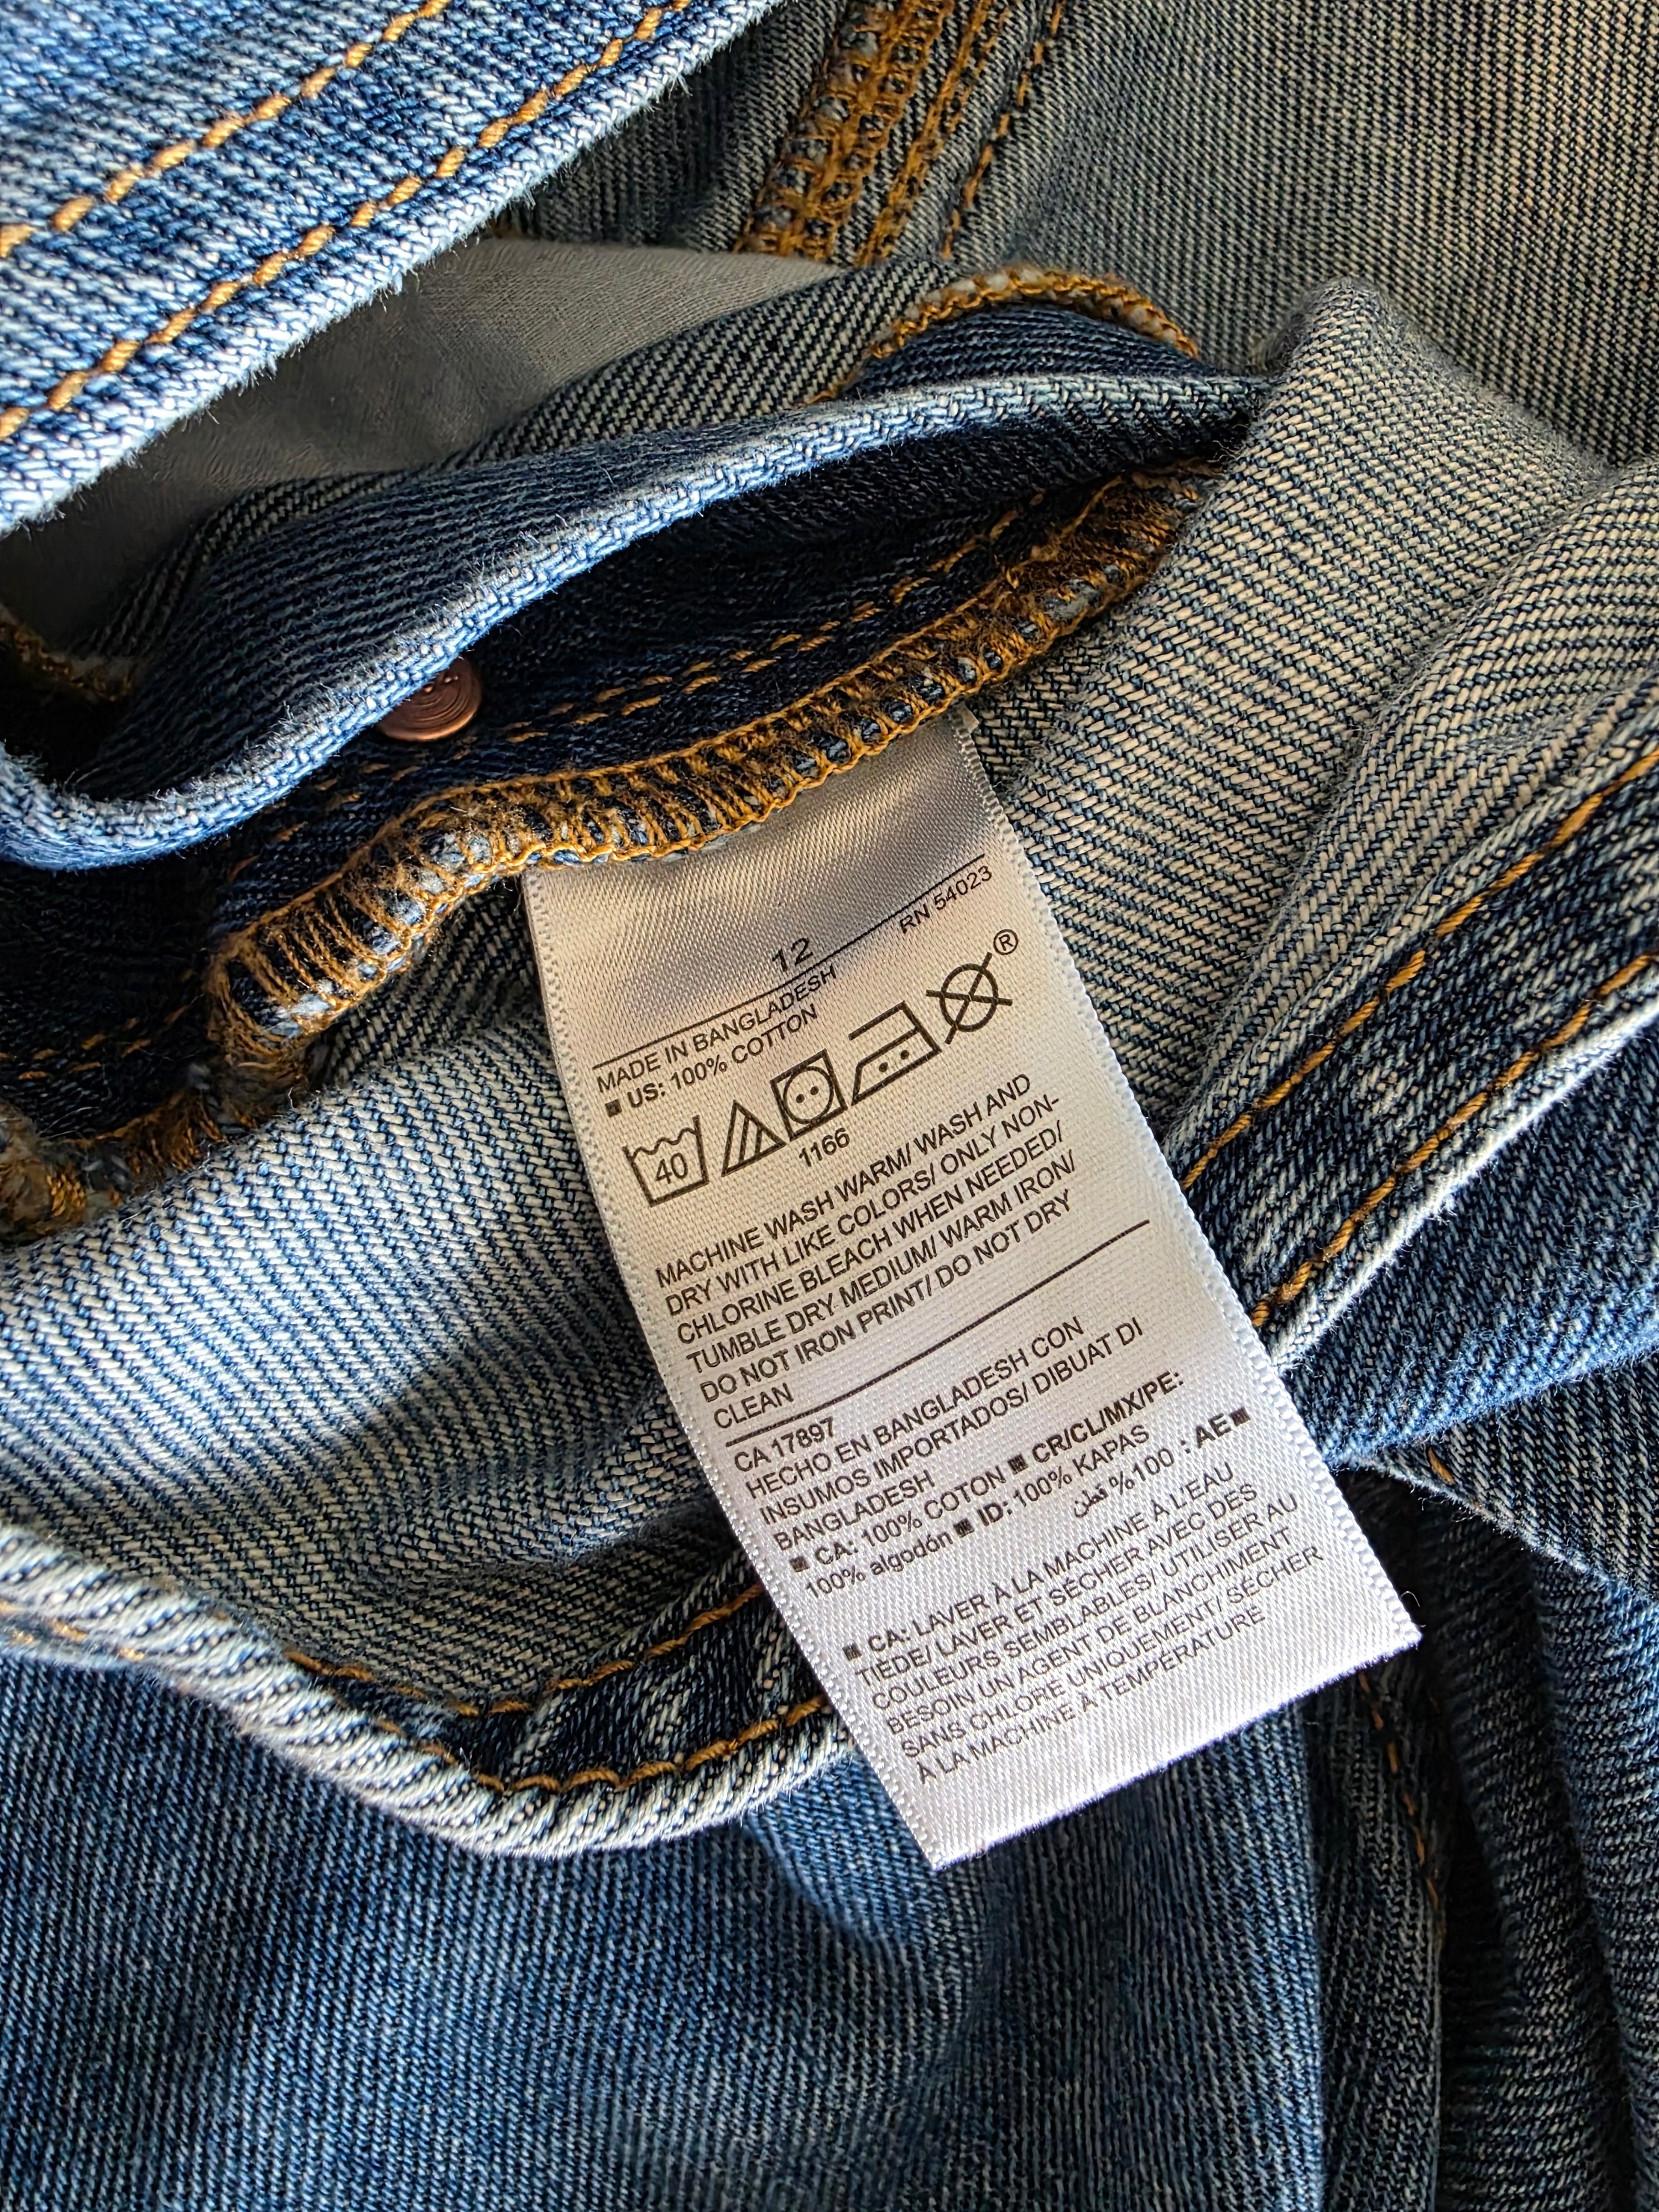 12
RN 54023
MADE IN BANGLADESH
■ US: 100% COTTON
40
®
1166
MACHINE WASH WARM/ WASH AND
DRY WITH LIKE COLORS/ ONLY NON-
CHLORINE BLEACH WHEN NEEDED/
TUMBLE DRY MEDIUM/ WARM IRON/
DO NOT IRON PRINT/ DO NOT DRY
CLEAN
CA 17897
HECHO EN BANGLADESH CON
INSUMOS IMPORTADOS/ DIBUAT DI
BANGLADESH
■ CA: 100% COTON ■ CR/CL/MX/PE:
100% algodón ■ ID: 100% KAPAS
■ AE : 100% قطن
■ CA: LAVER À LA MACHINE À L'EAU
TIEDE/ LAVER ET SÉCHER AVEC DES
COULEURS SEMBLABLES/ UTILISER AU
BESOIN UN AGENT DE BLANCHIMENT
SANS CHLORE UNIQUEMENT/ SÉCHER
À LA MACHINE À TEMPÉRATURE